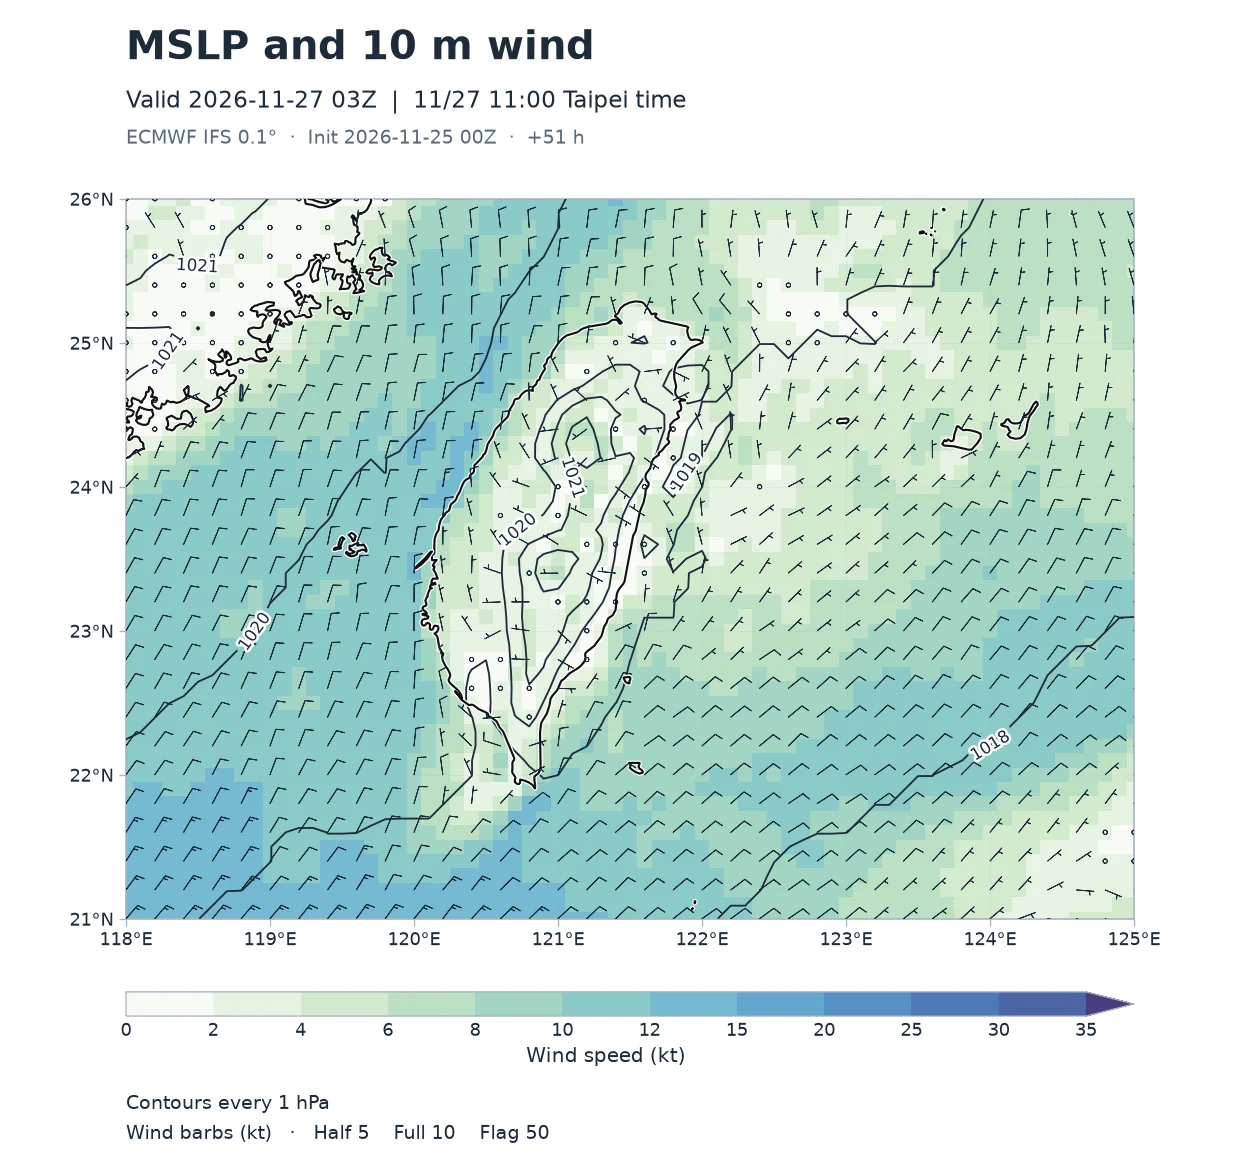 MSLP and 10 m wind
Valid 2026-11-27 03Z | 11/27 11:00 Taipei time
ECMWF IFS 0.1° · Init 2026-11-25 00Z · +51 h
26°N
1021
25°N
1021
1021
1019
24°N
1020
1020
23°N
1018
22°N
21°N
118°E 119°E 120°E 121°E 122°E 123°E 124°E 125°E
0 2 4 6 8 10 12 15 20 25 30 35
Wind speed (kt)
Contours every 1 hPa
Wind barbs (kt) · Half 5 Full 10 Flag 50